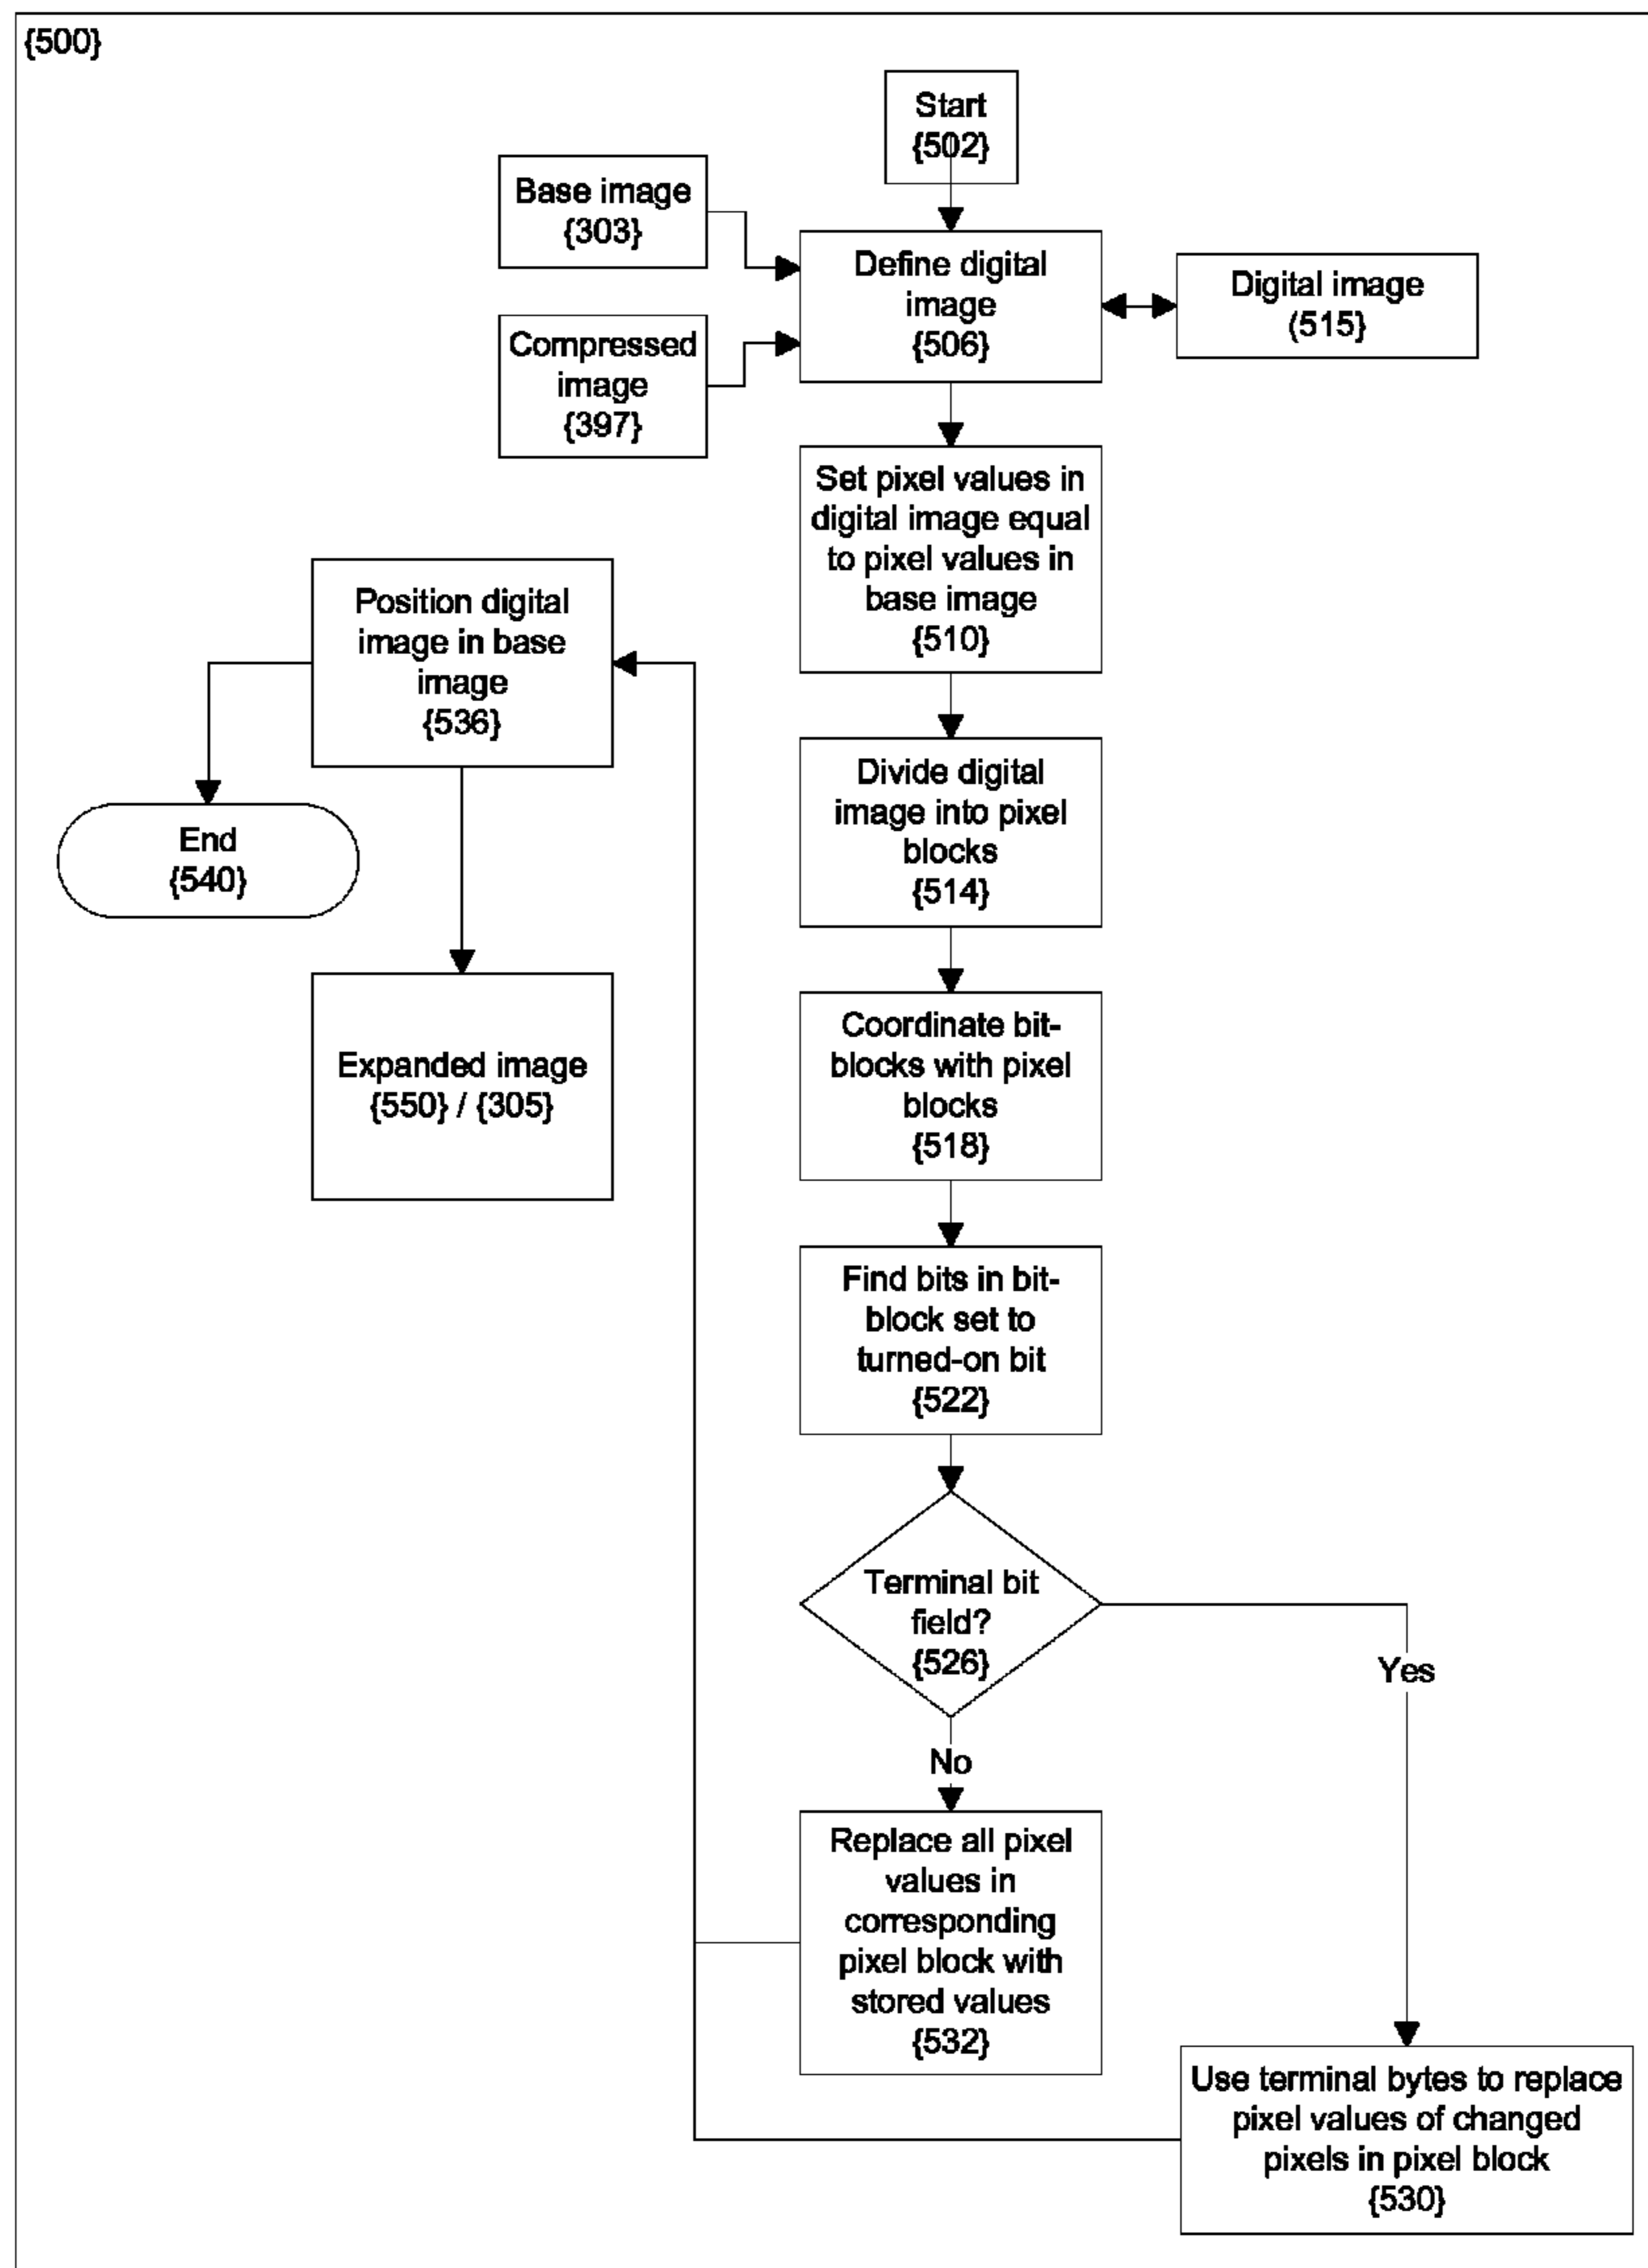 {500}
Start
{502}
Base image
{303}
Define digital
image
{506}
Digital image
(515}
Compressed
image
{397}
Set pixel values in
digital image equal
to pixel values in
base image
{510}
Position digital
image in base
image
{536}
Divide digital
image into pixel
blocks
{514}
End
{540}
Coordinate bit-
blocks with pixel
blocks
{518}
Expanded image
{550} / {305}
Find bits in bit-
block set to
turned-on bit
{522}
Terminal bit
field?
{526}
Yes
No
Replace all pixel
values in
corresponding
pixel block with
stored values
{532}
Use terminal bytes to replace
pixel values of changed
pixels in pixel block
{530}